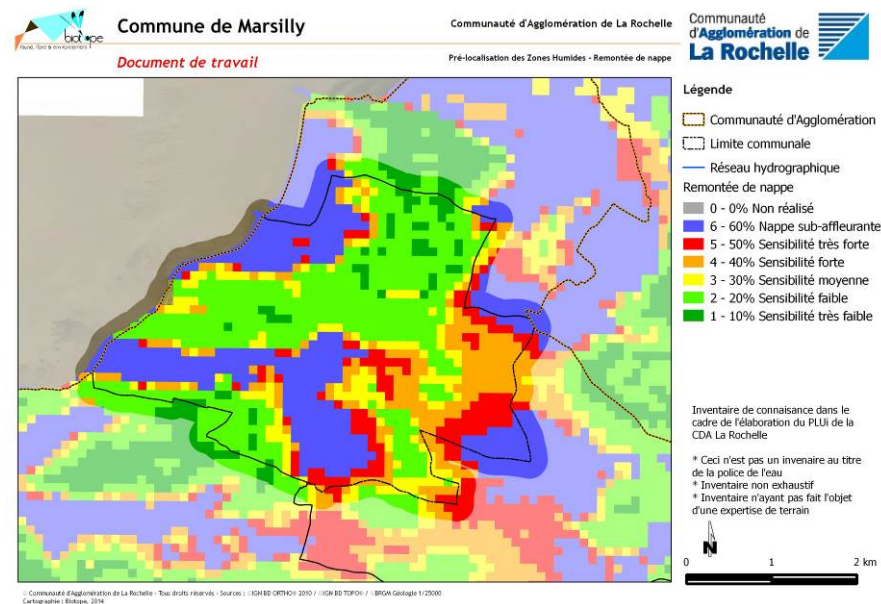 biotope
faune, flore & environnement
Commune de Marsilly
Document de travail
Communauté d'Agglomération de La Rochelle
Pré-localisation des Zones Humides - Remontée de nappe
Communauté
d'Agglomération de
La Rochelle
Légende
Communauté d'Agglomération
Limite communale
Réseau hydrographique
Remontée de nappe
0 - 0% Non réalisé
6 - 60% Nappe sub-affleurante
5 - 50% Sensibilité très forte
4 - 40% Sensibilité forte
3 - 30% Sensibilité moyenne
2 - 20% Sensibilité faible
1 - 10% Sensibilité très faible
Inventaire de connaisance dans le
cadre de l'élaboration du PLUi de la
CDA La Rochelle
* Ceci n'est pas un invenaire au titre
de la police de l'eau
* Inventaire non exhaustif
* Inventaire n'ayant pas fait l'objet
d'une expertise de terrain
N
0 1 2 km
© Communauté d'Agglomération de La Rochelle - Tous droits réservés - Sources : ©IGN BD ORTHO® 2010 / ©IGN BD TOPO® / ©BRGM Géologie 1/25000
Cartographie : Biotope, 2014